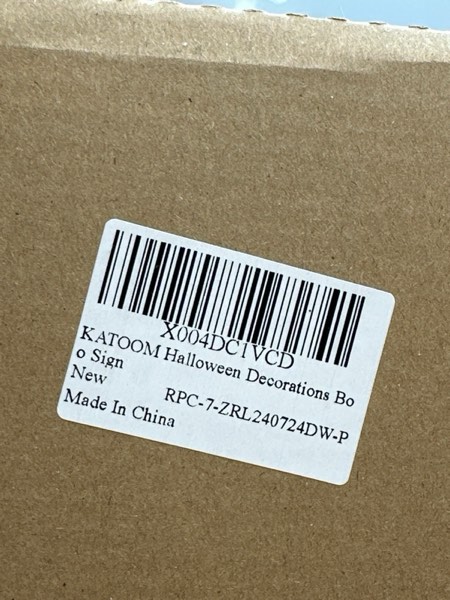 X004DC1VCD
KATOOM Halloween Decorations Bo
o Sign
New
RPC-7-ZRL240724DW-P
Made In China